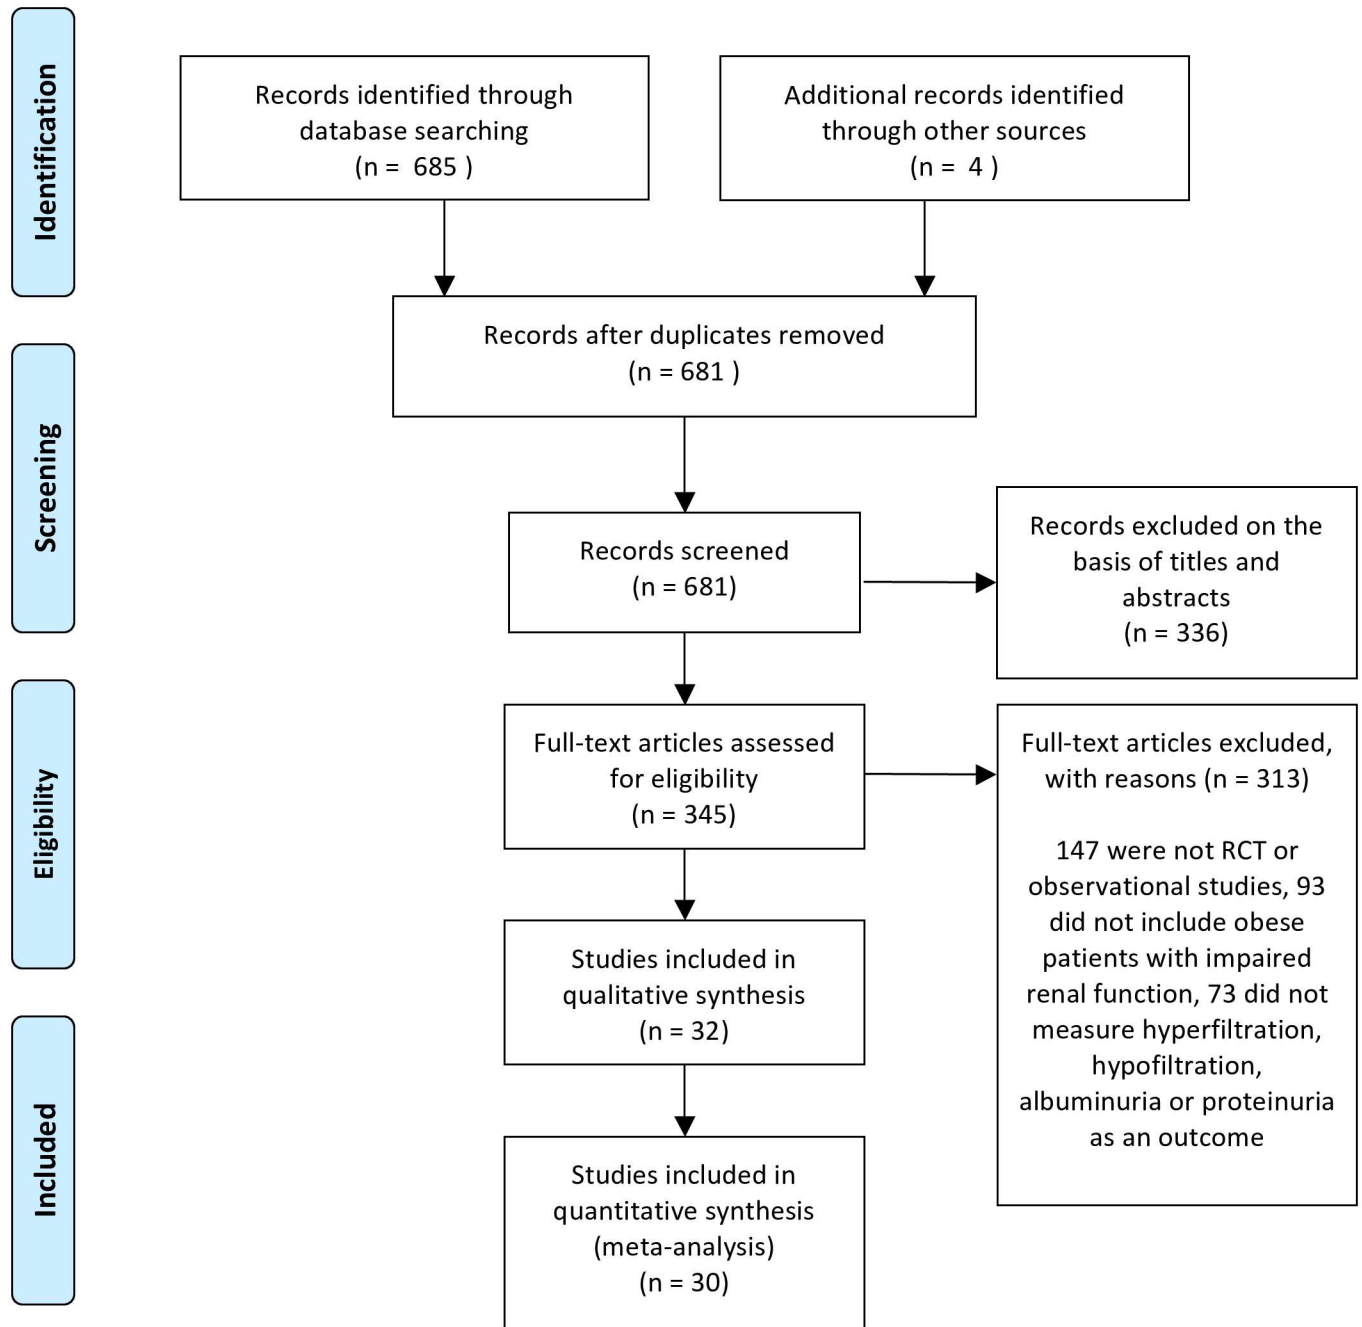 Identification
Records identified through
database searching
(n =  685 )
Additional records identified
through other sources
(n =  4 )
Records after duplicates removed
(n = 681 )
Screening
Records screened
(n = 681)
Records excluded on the
basis of titles and
abstracts
(n = 336)
Eligibility
Full-text articles assessed
for eligibility
(n = 345)
Full-text articles excluded,
with reasons (n = 313)
147 were not RCT or
observational studies, 93
did not include obese
patients with impaired
renal function, 73 did not
measure hyperfiltration,
hypofiltration,
albuminuria or proteinuria
as an outcome
Studies included in
qualitative synthesis
(n = 32)
Included
Studies included in
quantitative synthesis
(meta-analysis)
(n = 30)